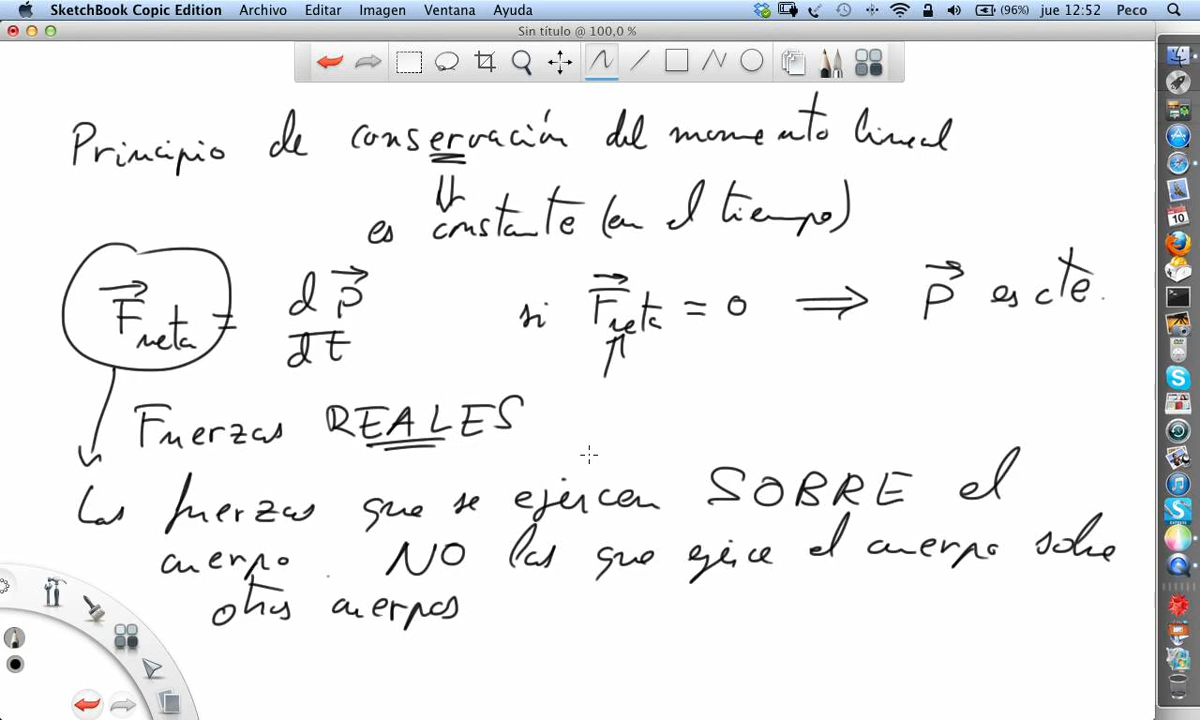 SketchBook Copic Edition Archivo Editar Imagen Ventana Ayuda (96%) jue 12:52 Peco
Sin título @ 100,0 %
Principio de conservación del momento lineal
⇓
es constante (en el tiempo)
F⃗neta = dp⃗/dt si F⃗neta = 0 ⟹ p⃗ es cte.
Fuerzas REALES
Las fuerzas que se ejercen SOBRE el
cuerpo. NO las que ejerce el cuerpo sobre
otros cuerpos